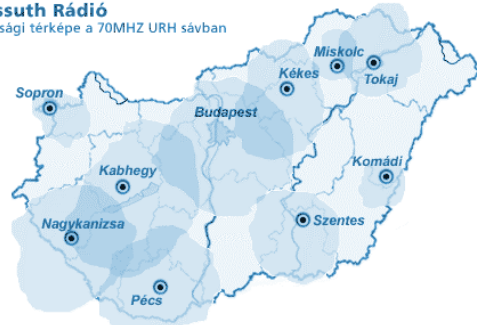 ssuth Rádió
sági térképe a 70MHZ URH sávban
Miskolc
Kékes
Tokaj
Sopron
Budapest
Komádi
Kabhegy
Nagykanizsa
Szentes
Pécs